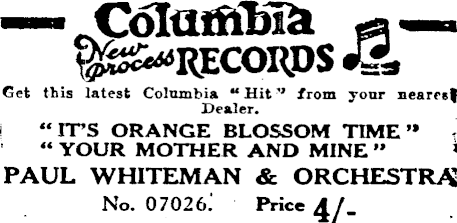 Columbia
New Process RECORDS
Get this latest Columbia "Hit" from your nearest
Dealer.
"IT'S ORANGE BLOSSOM TIME"
"YOUR MOTHER AND MINE"
PAUL WHITEMAN & ORCHESTRA
No. 07026. Price 4/-